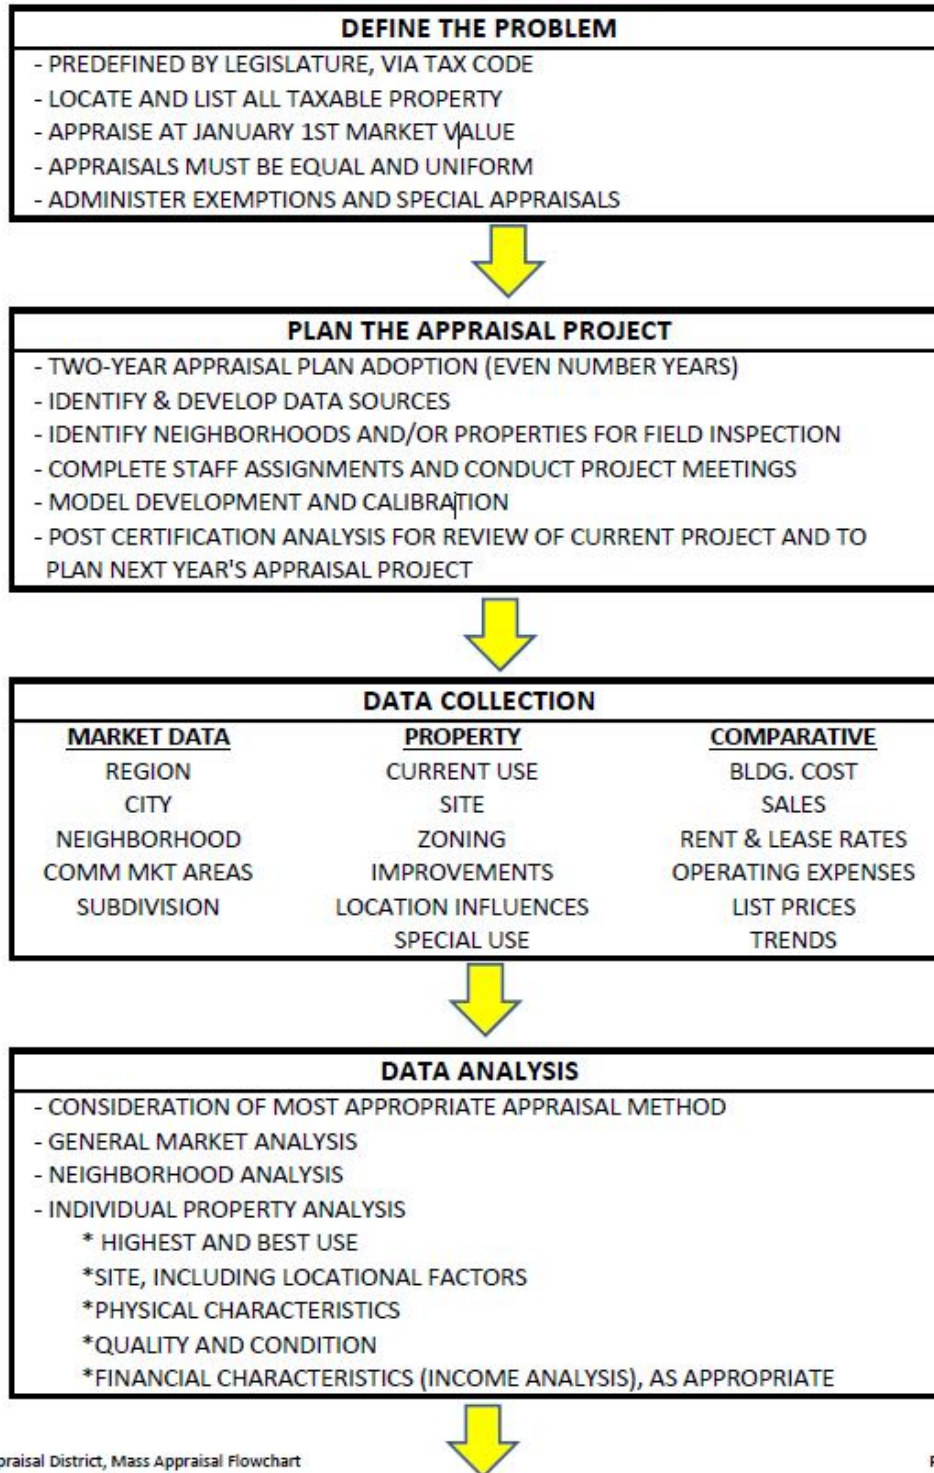 DEFINE THE PROBLEM
- PREDEFINED BY LEGISLATURE, VIA TAX CODE
- LOCATE AND LIST ALL TAXABLE PROPERTY
- APPRAISE AT JANUARY 1ST MARKET VALUE
- APPRAISALS MUST BE EQUAL AND UNIFORM
- ADMINISTER EXEMPTIONS AND SPECIAL APPRAISALS
PLAN THE APPRAISAL PROJECT
- TWO-YEAR APPRAISAL PLAN ADOPTION (EVEN NUMBER YEARS)
- IDENTIFY & DEVELOP DATA SOURCES
- IDENTIFY NEIGHBORHOODS AND/OR PROPERTIES FOR FIELD INSPECTION
- COMPLETE STAFF ASSIGNMENTS AND CONDUCT PROJECT MEETINGS
- MODEL DEVELOPMENT AND CALIBRATION
- POST CERTIFICATION ANALYSIS FOR REVIEW OF CURRENT PROJECT AND TO
PLAN NEXT YEAR'S APPRAISAL PROJECT
DATA COLLECTION
MARKET DATA PROPERTY COMPARATIVE
REGION CURRENT USE BLDG. COST
CITY SITE SALES
NEIGHBORHOOD ZONING RENT & LEASE RATES
COMM MKT AREAS IMPROVEMENTS OPERATING EXPENSES
SUBDIVISION LOCATION INFLUENCES LIST PRICES
SPECIAL USE TRENDS
DATA ANALYSIS
- CONSIDERATION OF MOST APPROPRIATE APPRAISAL METHOD
- GENERAL MARKET ANALYSIS
- NEIGHBORHOOD ANALYSIS
- INDIVIDUAL PROPERTY ANALYSIS
* HIGHEST AND BEST USE
*SITE, INCLUDING LOCATIONAL FACTORS
*PHYSICAL CHARACTERISTICS
*QUALITY AND CONDITION
*FINANCIAL CHARACTERISTICS (INCOME ANALYSIS), AS APPROPRIATE
praisal District, Mass Appraisal Flowchart